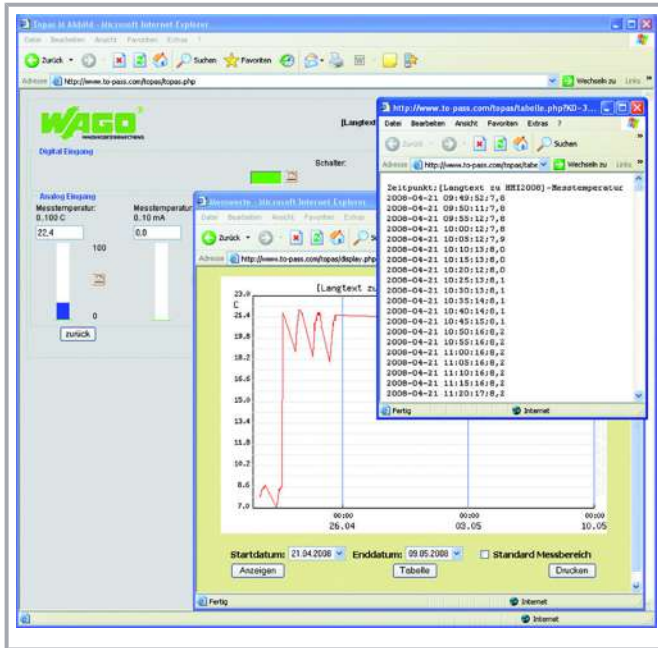 Topas M Abbild - Microsoft Internet Explorer
Datei Bearbeiten Ansicht Favoriten Extras ?
Zurück Suchen Favoriten
Adresse http://www.to-pass.com/topas/topas.php Wechseln zu Links
WAGO
INNOVATIVE CONNECTIONS
[Langtext
Digital Eingang
Schalter:
Analog Eingang
Messtemperatur: Messtemperatur
0..100 C 0..10 mA
22,4 0,0
100
0
zurück
Messwerte - Microsoft Internet Explorer
Datei Bearbeiten Ansicht Favoriten Extras ?
Zurück
Adresse http://www.to-pass.com/topas/display.php
[Langtext zu
23.0
C
21.4
19.8
18.2
16.6
15.0
13.4
11.8
10.2
8.6
7.0
00:00 00:00 00:00
26.04 03.05 10.05
Startdatum: 21.04.2008 Enddatum: 09.05.2008 Standard Messbereich
Anzeigen Tabelle Drucken
Fertig Internet
http://www.to-pass.com/topas/tabelle.php?KD-3...
Datei Bearbeiten Ansicht Favoriten Extras ?
Zurück Suchen
Adresse http://www.to-pass.com/topas/tabe Wechseln zu Links
Zeitpunkt;[Langtext zu HMI2008]-Messtemperatur
2008-04-21 09:49:52;7,8
2008-04-21 09:50:11;7,8
2008-04-21 09:55:12;7,8
2008-04-21 10:00:12;7,8
2008-04-21 10:05:12;7,9
2008-04-21 10:10:13;8,0
2008-04-21 10:15:13;8,0
2008-04-21 10:20:12;8,0
2008-04-21 10:25:13;8,1
2008-04-21 10:30:13;8,1
2008-04-21 10:35:14;8,1
2008-04-21 10:40:14;8,1
2008-04-21 10:45:15;8,1
2008-04-21 10:50:16;8,2
2008-04-21 10:55:16;8,2
2008-04-21 11:00:16;8,2
2008-04-21 11:05:16;8,2
2008-04-21 11:10:16;8,2
2008-04-21 11:15:16;8,2
2008-04-21 11:20:17;8,2
Fertig Internet
Internet